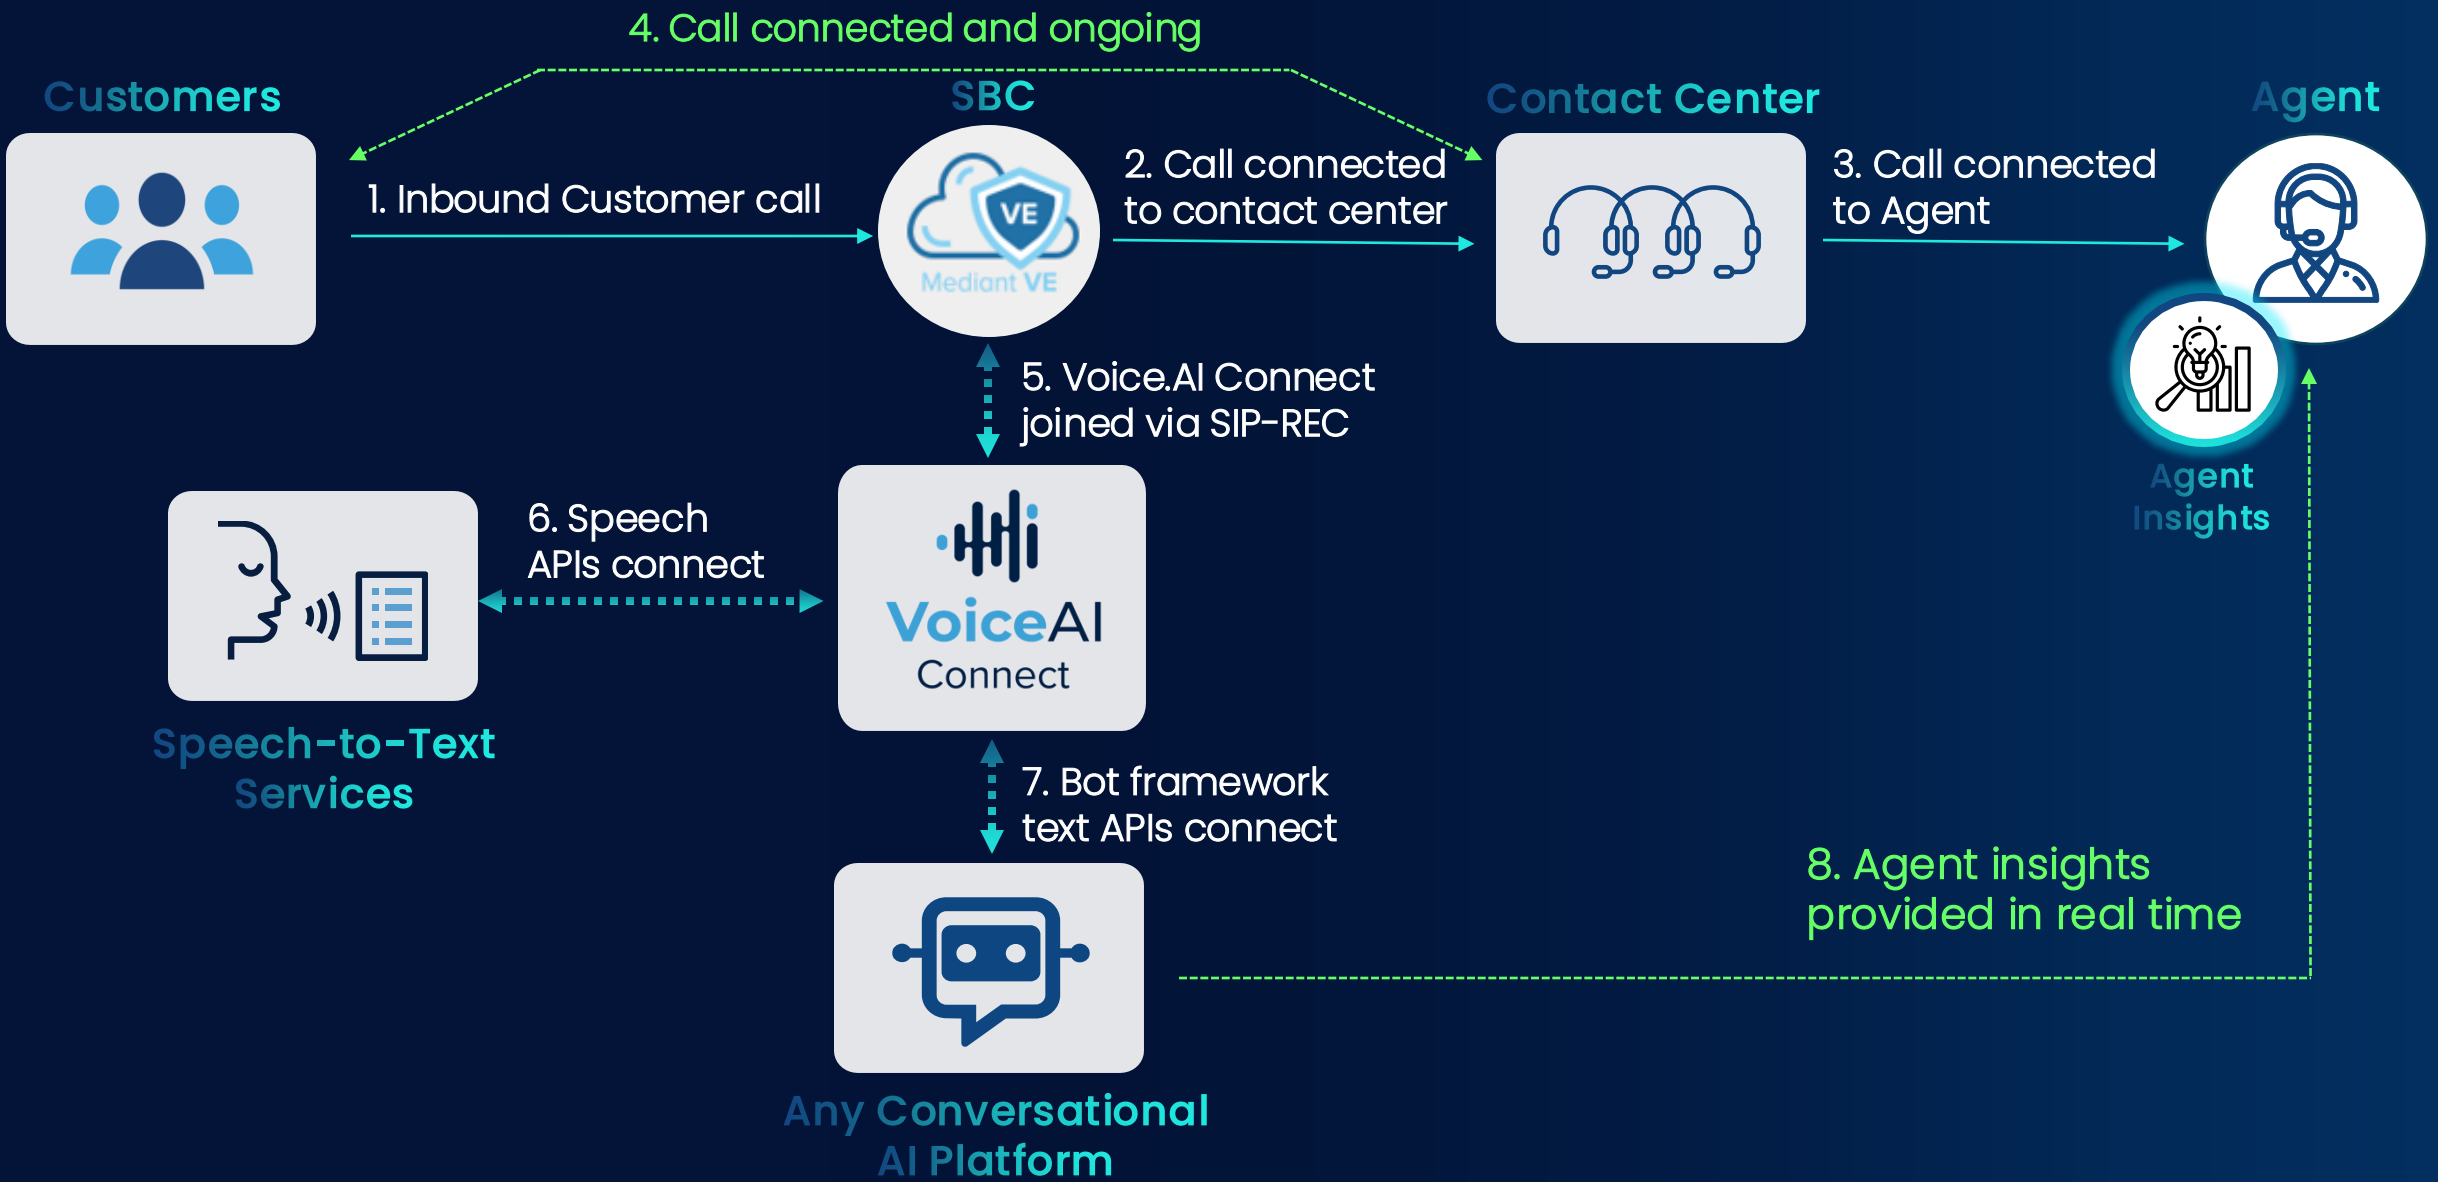 4. Call connected and ongoing
Customers
SBC
Contact Center
Agent
1. Inbound Customer call
VE
Mediant VE
2. Call connected
to contact center
3. Call connected
to Agent
5. Voice.AI Connect
joined via SIP-REC
Agent
Insights
6. Speech
APIs connect
VoiceAI
Connect
Speech-to-Text
Services
7. Bot framework
text APIs connect
8. Agent insights
provided in real time
Any Conversational
AI Platform